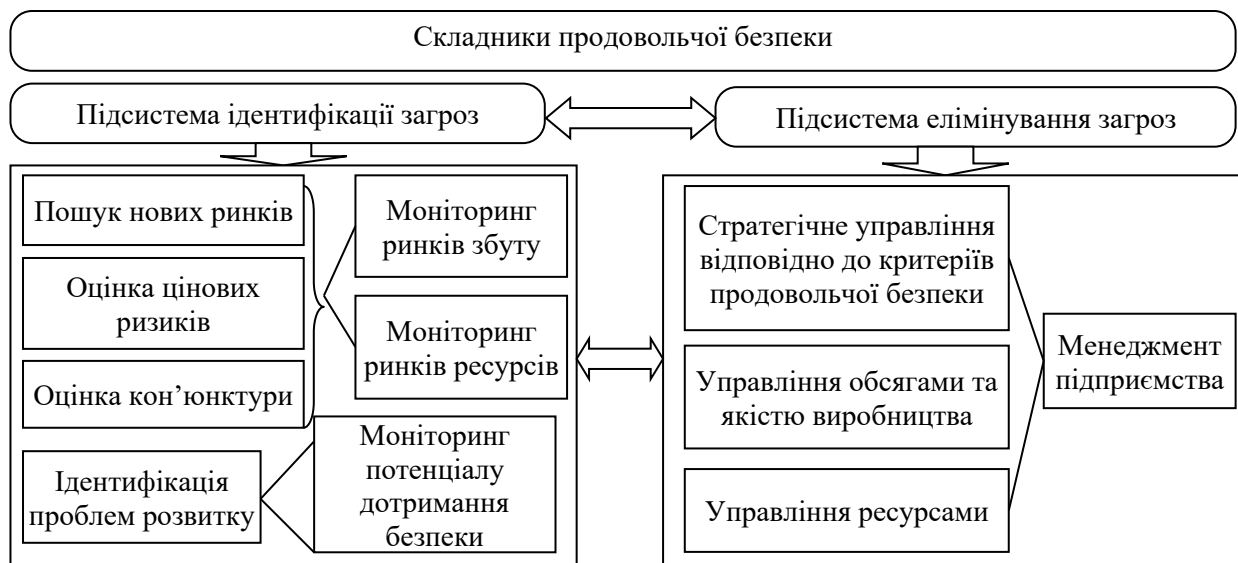 Складники продовольчої безпеки
Підсистема ідентифікації загроз
Підсистема елімінування загроз
Пошук нових ринків
Оцінка цінових
ризиків
Оцінка кон’юнктури
Ідентифікація
проблем розвитку
Моніторинг
ринків збуту
Моніторинг
ринків ресурсів
Моніторинг
потенціалу
дотримання
безпеки
Стратегічне управління
відповідно до критеріїв
продовольчої безпеки
Управління обсягами та
якістю виробництва
Управління ресурсами
Менеджмент
підприємства